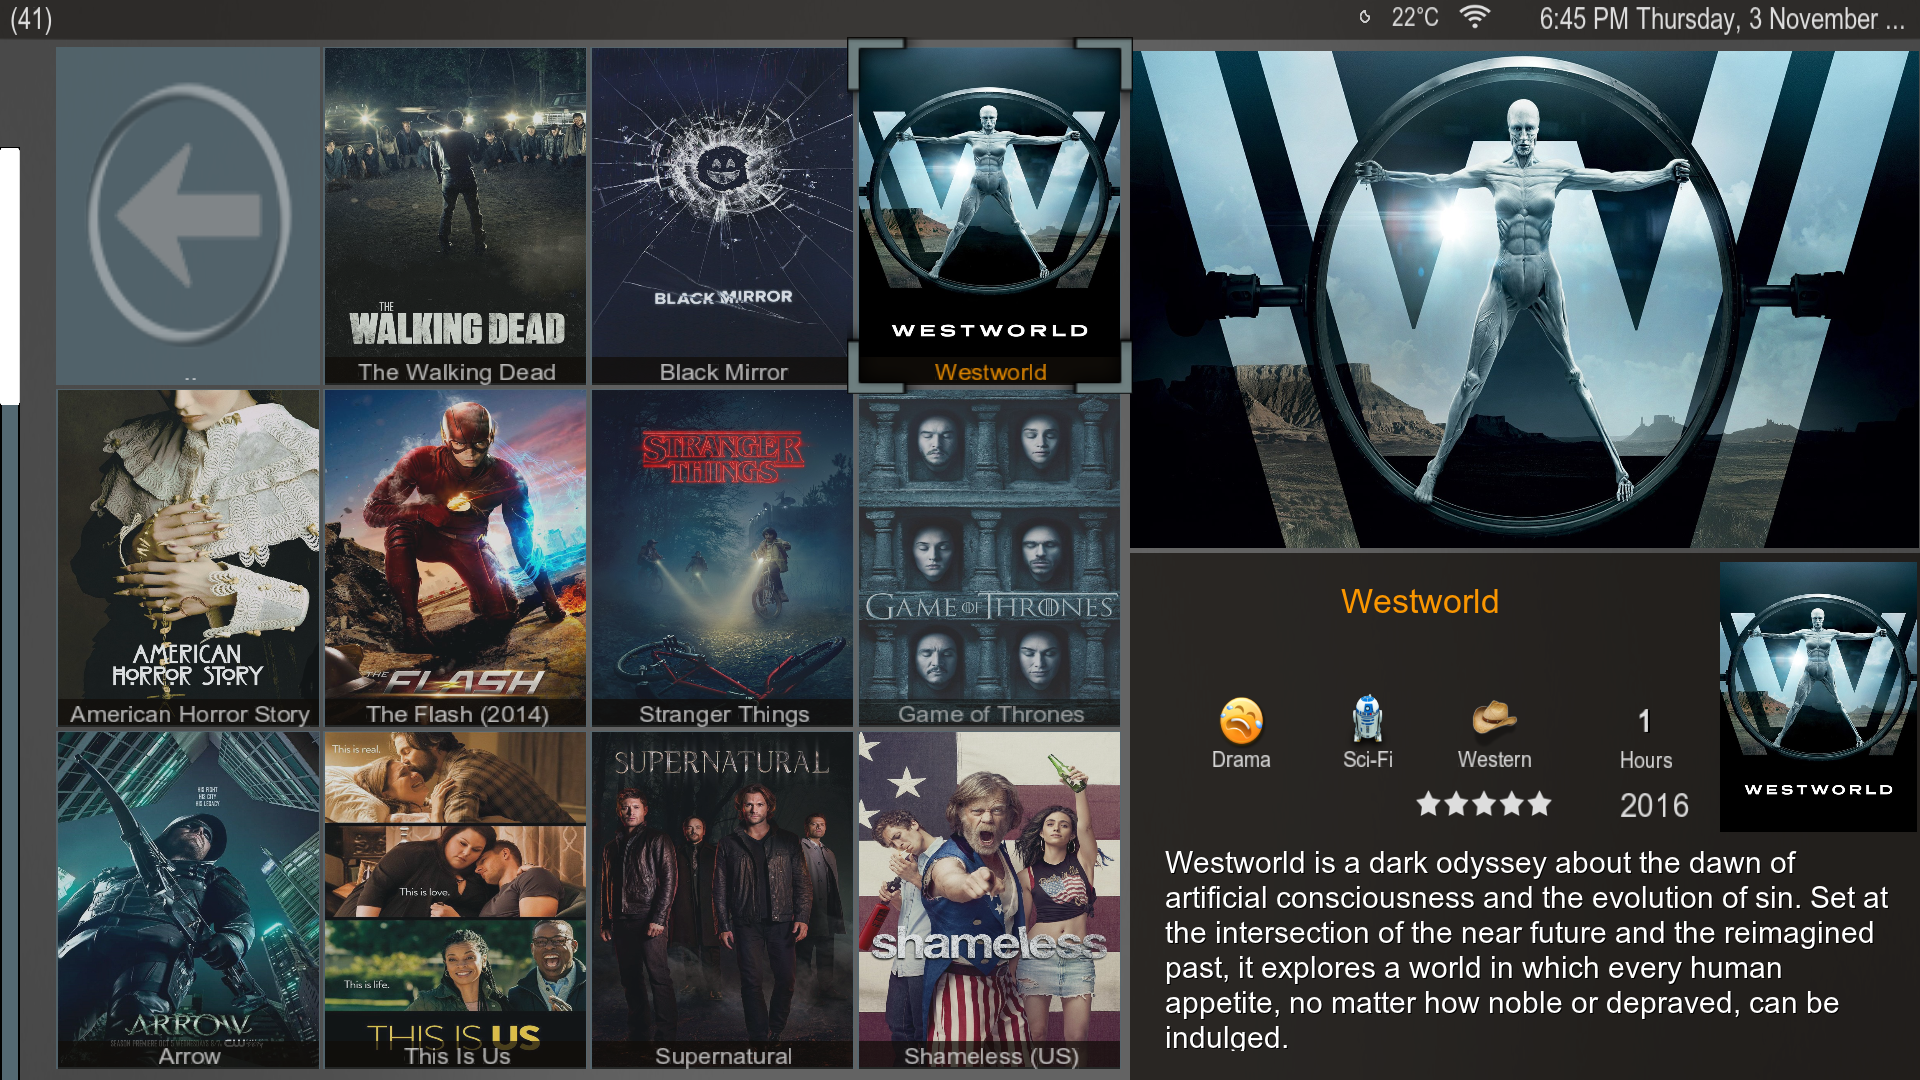 (41)
22°C
6:45 PM Thursday, 3 November ...
..
THE
WALKING DEAD
The Walking Dead
BLACK MIRROR
Black Mirror
WESTWORLD
Westworld
AMERICAN
HORROR STORY
American Horror Story
THE FLASH
The Flash (2014)
STRANGER
THINGS
Stranger Things
GAME OF THRONES
Game of Thrones
HIS FIGHT
HIS CITY
HIS LEGACY
ARROW
Arrow
This is real.
This is love.
This is life.
THIS IS US
This Is Us
SUPERNATURAL
Supernatural
shameless
Shameless (US)
Westworld
Drama
Sci-Fi
Western
1
Hours
2016
WESTWORLD
Westworld is a dark odyssey about the dawn of
artificial consciousness and the evolution of sin. Set at
the intersection of the near future and the reimagined
past, it explores a world in which every human
appetite, no matter how noble or depraved, can be
indulged.